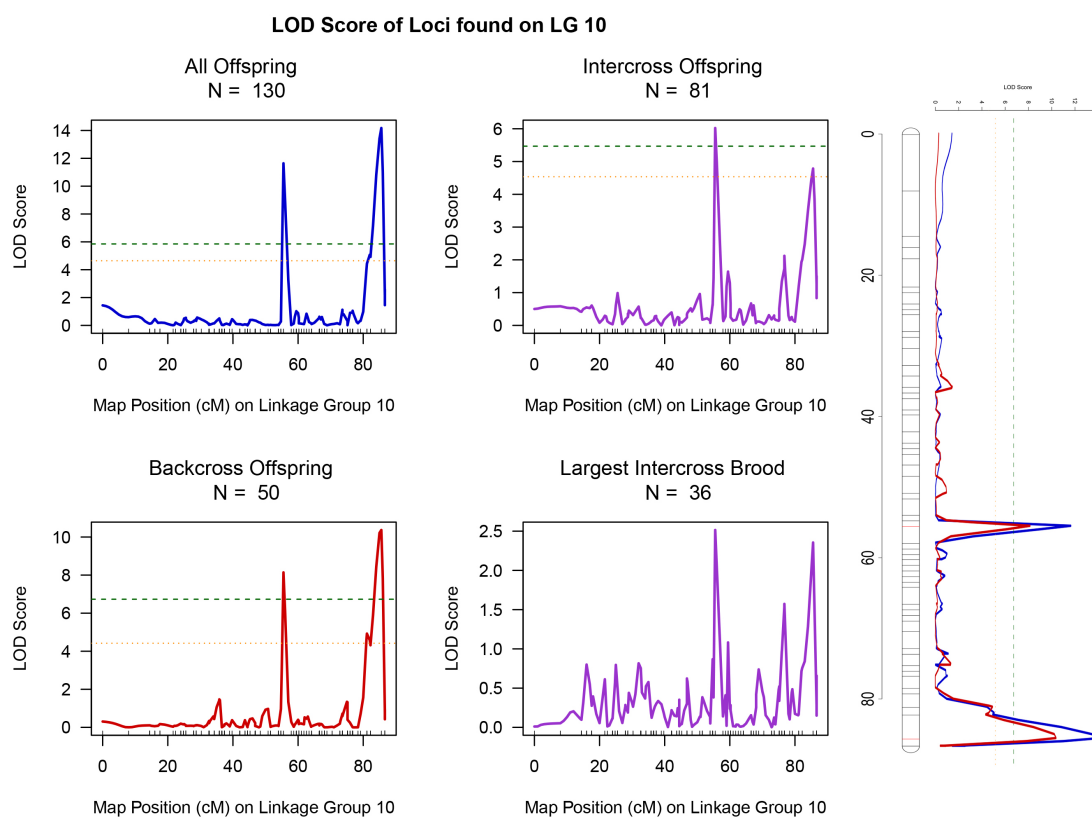 LOD Score of Loci found on LG 10
All Offspring
N = 130
LOD Score
0
2
4
6
8
10
12
14
0 20 40 60 80
Map Position (cM) on Linkage Group 10
Intercross Offspring
N = 81
LOD Score
0
1
2
3
4
5
6
0 20 40 60 80
Map Position (cM) on Linkage Group 10
Backcross Offspring
N = 50
LOD Score
0
2
4
6
8
10
0 20 40 60 80
Map Position (cM) on Linkage Group 10
Largest Intercross Brood
N = 36
LOD Score
0.0
0.5
1.0
1.5
2.0
2.5
0 20 40 60 80
Map Position (cM) on Linkage Group 10
LOD Score
0 2 4 6 8 10 12
0
20
40
60
80